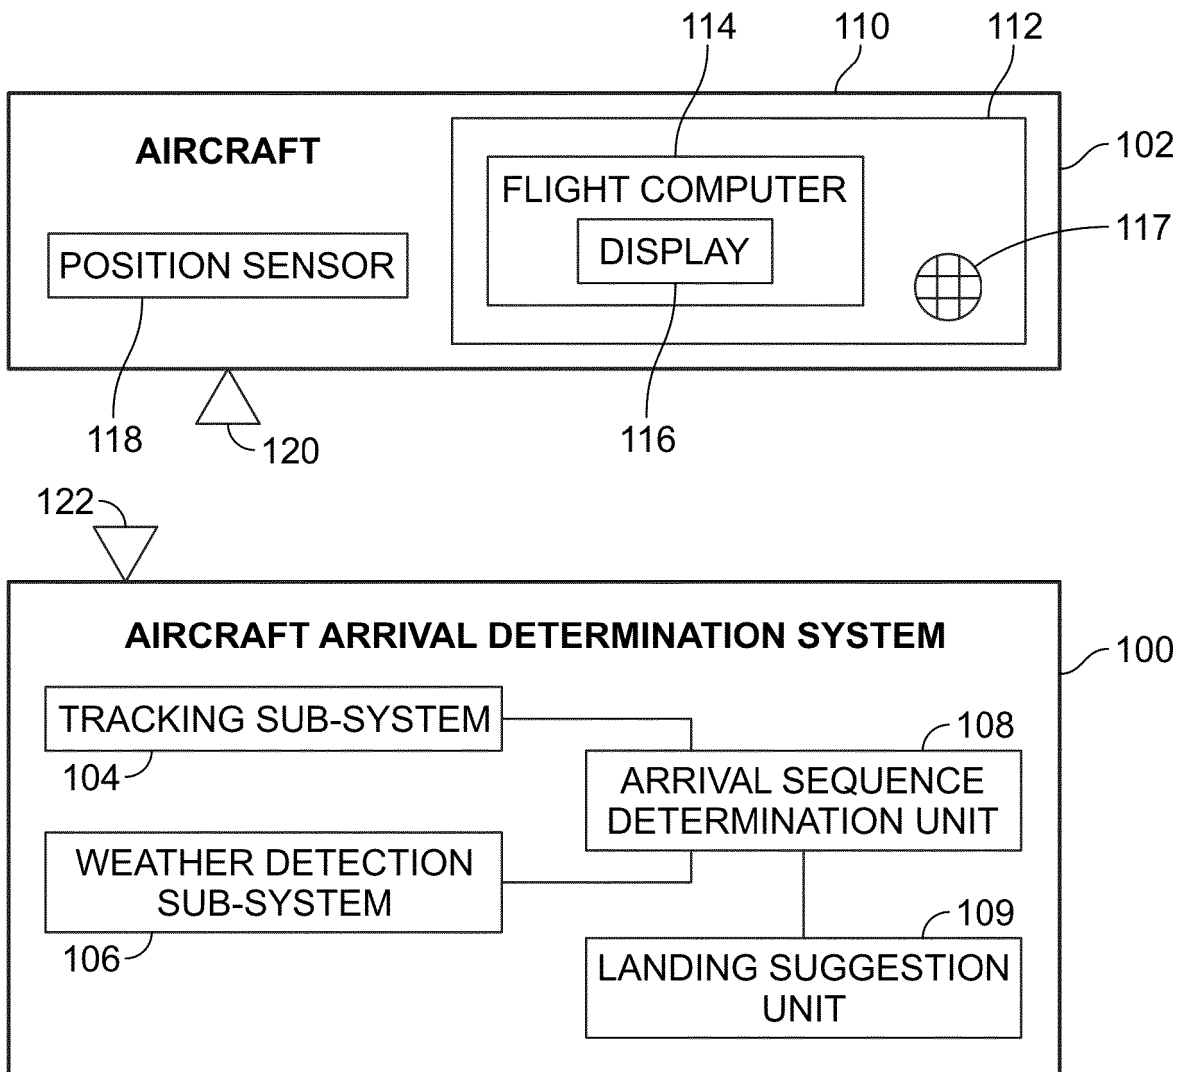 114
110
112
AIRCRAFT
102
FLIGHT COMPUTER
117
DISPLAY
POSITION SENSOR
118
120
116
122
AIRCRAFT ARRIVAL DETERMINATION SYSTEM
100
TRACKING SUB-SYSTEM
108
104
ARRIVAL SEQUENCE
DETERMINATION UNIT
WEATHER DETECTION
SUB-SYSTEM
109
106
LANDING SUGGESTION
UNIT